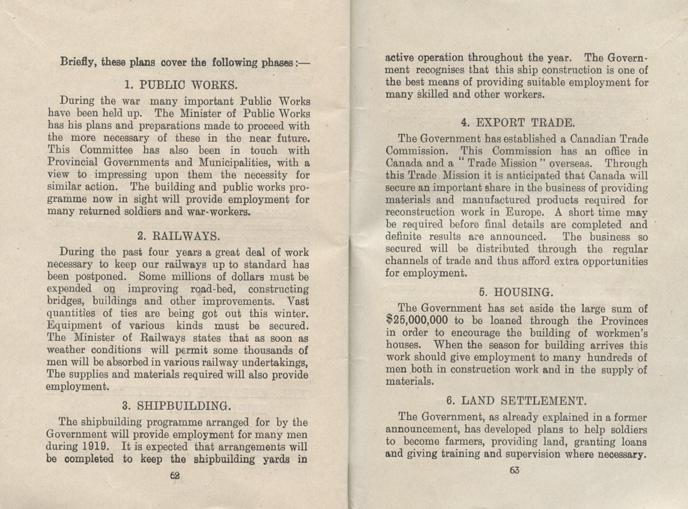 Briefly, these plans cover the following phases:—
1. PUBLIC WORKS.
During the war many important Public Works
have been held up. The Minister of Public Works
has his plans and preparations made to proceed with
the more necessary of these in the near future.
This Committee has also been in touch with
Provincial Governments and Municipalities, with a
view to impressing upon them the necessity for
similar action. The building and public works pro-
gramme now in sight will provide employment for
many returned soldiers and war-workers.
2. RAILWAYS.
During the past four years a great deal of work
necessary to keep our railways up to standard has
been postponed. Some millions of dollars must be
expended on improving road-bed, constructing
bridges, buildings and other improvements. Vast
quantities of ties are being got out this winter.
Equipment of various kinds must be secured.
The Minister of Railways states that as soon as
weather conditions will permit some thousands of
men will be absorbed in various railway undertakings,
The supplies and materials required will also provide
employment.
3. SHIPBUILDING.
The shipbuilding programme arranged for by the
Government will provide employment for many men
during 1919. It is expected that arrangements will
be completed to keep the shipbuilding yards in
62
active operation throughout the year. The Govern-
ment recognises that this ship construction is one of
the best means of providing suitable employment for
many skilled and other workers.
4. EXPORT TRADE.
The Government has established a Canadian Trade
Commission. This Commission has an office in
Canada and a "Trade Mission" overseas. Through
this Trade Mission it is anticipated that Canada will
secure an important share in the business of providing
materials and manufactured products required for
reconstruction work in Europe. A short time may
be required before final details are completed and
definite results are announced. The business so
secured will be distributed through the regular
channels of trade and thus afford extra opportunities
for employment.
5. HOUSING.
The Government has set aside the large sum of
$25,000,000 to be loaned through the Provinces
in order to encourage the building of workmen's
houses. When the season for building arrives this
work should give employment to many hundreds of
men both in construction work and in the supply of
materials.
6. LAND SETTLEMENT.
The Government, as already explained in a former
announcement, has developed plans to help soldiers
to become farmers, providing land, granting loans
and giving training and supervision where necessary.
63